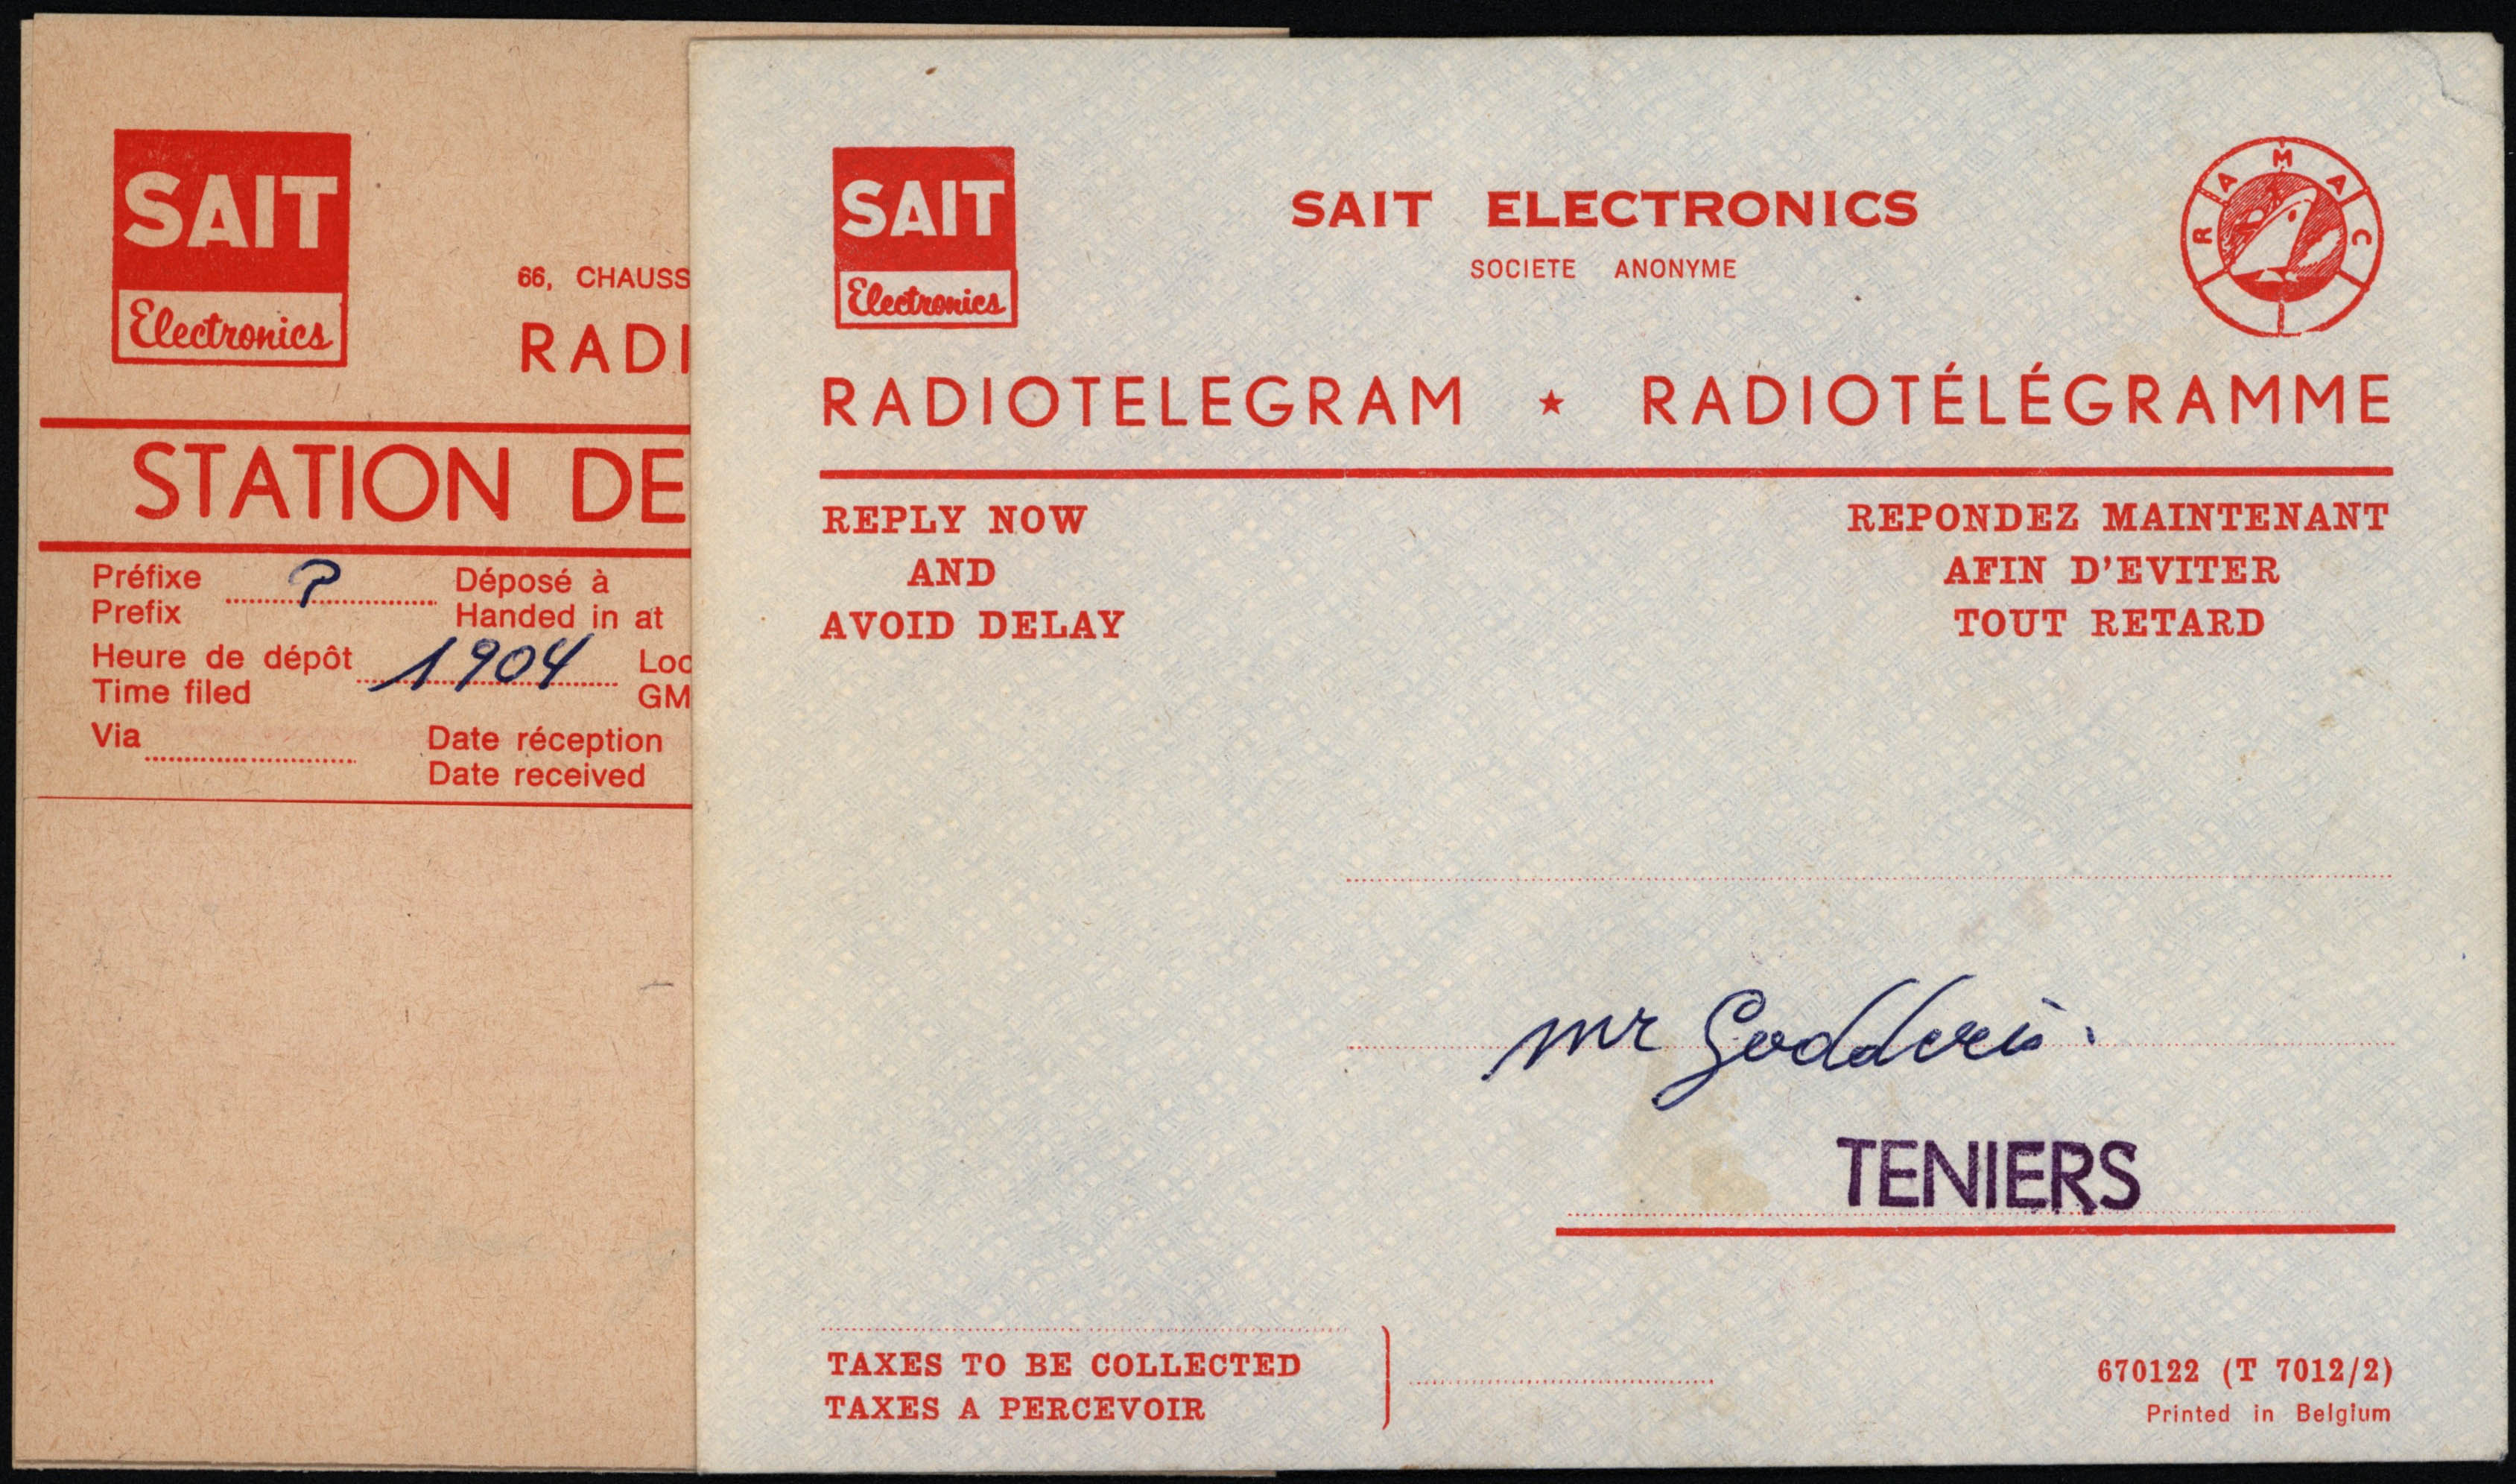 SAIT
Electronics
66, CHAUSS
RADI
STATION DE
Préfixe P Déposé à
Prefix Handed in at
Heure de dépôt 1904 Loc
Time filed GM
Via Date réception
Date received
SAIT
Electronics
SAIT ELECTRONICS
SOCIETE ANONYME
RAMAC
RADIOTELEGRAM ★ RADIOTÉLÉGRAMME
REPLY NOW
AND
AVOID DELAY
REPONDEZ MAINTENANT
AFIN D'EVITER
TOUT RETARD
mr Godderis.
TENIERS
TAXES TO BE COLLECTED
TAXES A PERCEVOIR
670122 (T 7012/2)
Printed in Belgium